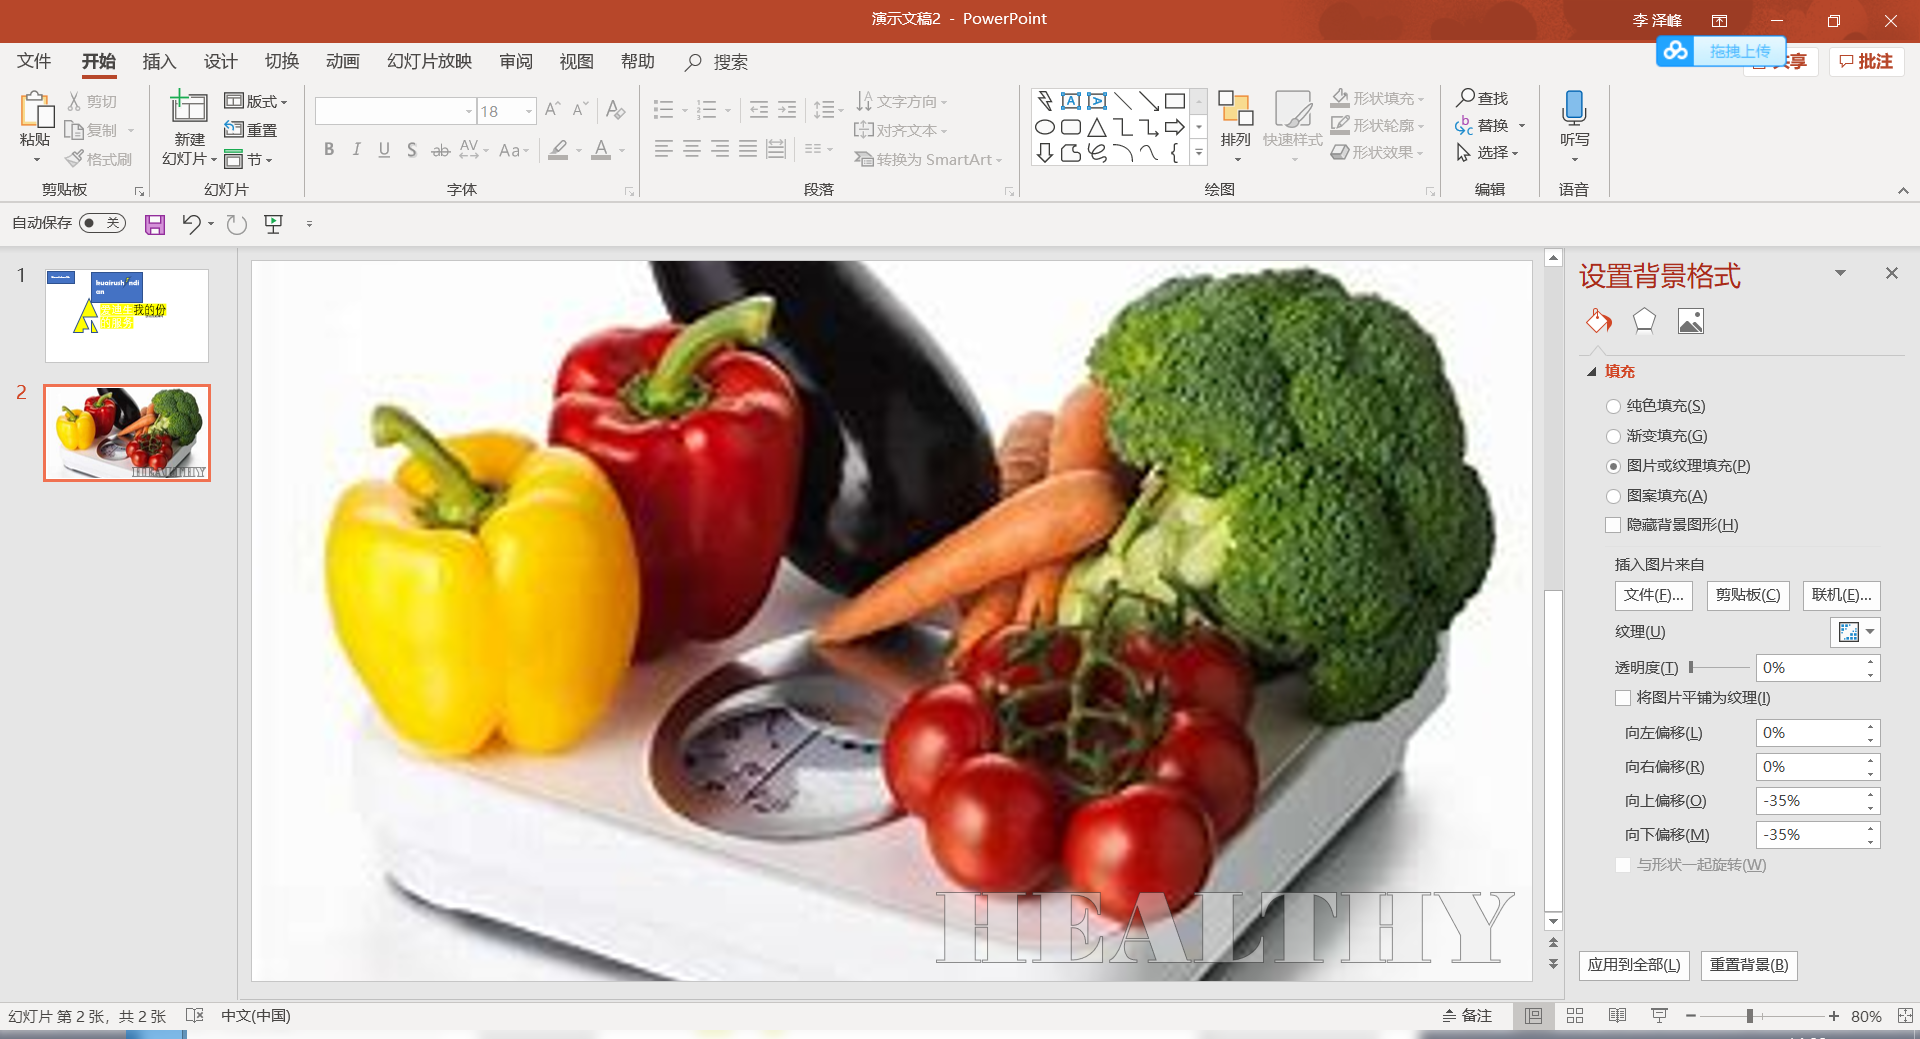 演示文稿2 - PowerPoint
李 泽峰
文件 开始 插入 设计 切换 动画 幻灯片放映 审阅 视图 帮助 搜索
拖拽上传
共享 批注
粘贴
剪切
复制
格式刷
剪贴板
新建
幻灯片
版式
重置
节
幻灯片
18
B I U S ab AV Aa A
字体
文字方向
对齐文本
转换为 SmartArt
段落
排列
快速样式
形状填充
形状轮廓
形状效果
绘图
查找
替换
选择
编辑
听写
语音
自动保存 关
1
huairushindi
an
我的份
2
HEALTHY
HEALTHY
设置背景格式
填充
纯色填充(S)
渐变填充(G)
图片或纹理填充(P)
图案填充(A)
隐藏背景图形(H)
插入图片来自
文件(F)... 剪贴板(C) 联机(E)...
纹理(U)
透明度(T) 0%
将图片平铺为纹理(I)
向左偏移(L) 0%
向右偏移(R) 0%
向上偏移(O) -35%
向下偏移(M) -35%
与形状一起旋转(W)
应用到全部(L) 重置背景(B)
幻灯片 第 2 张，共 2 张 中文(中国) 备注 80%